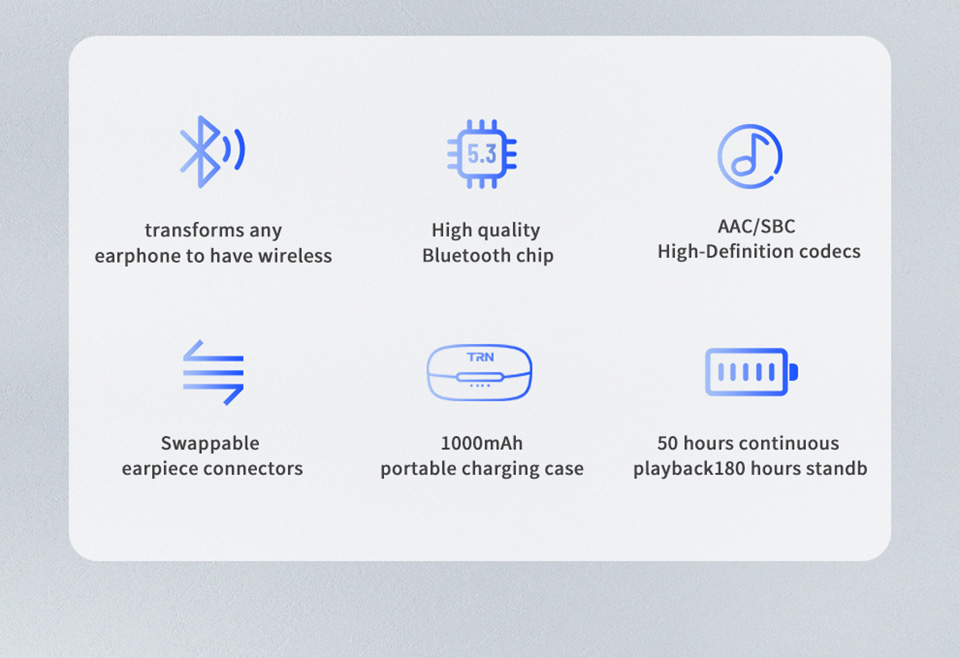 5.3
transforms any
earphone to have wireless
High quality
Bluetooth chip
AAC/SBC
High-Definition codecs
TRN
Swappable
earpiece connectors
1000mAh
portable charging case
50 hours continuous
playback180 hours standb